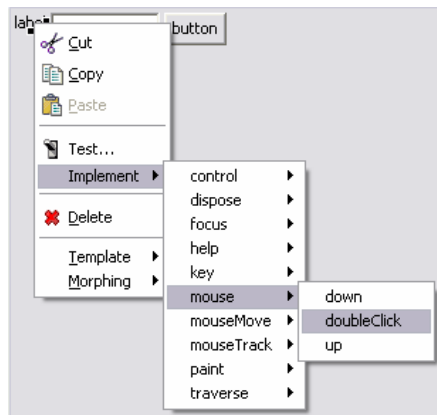 button
Cut
Copy
Paste
Test...
Implement
Delete
Template
Morphing
control
dispose
focus
help
key
mouse
mouseMove
mouseTrack
paint
traverse
down
doubleClick
up